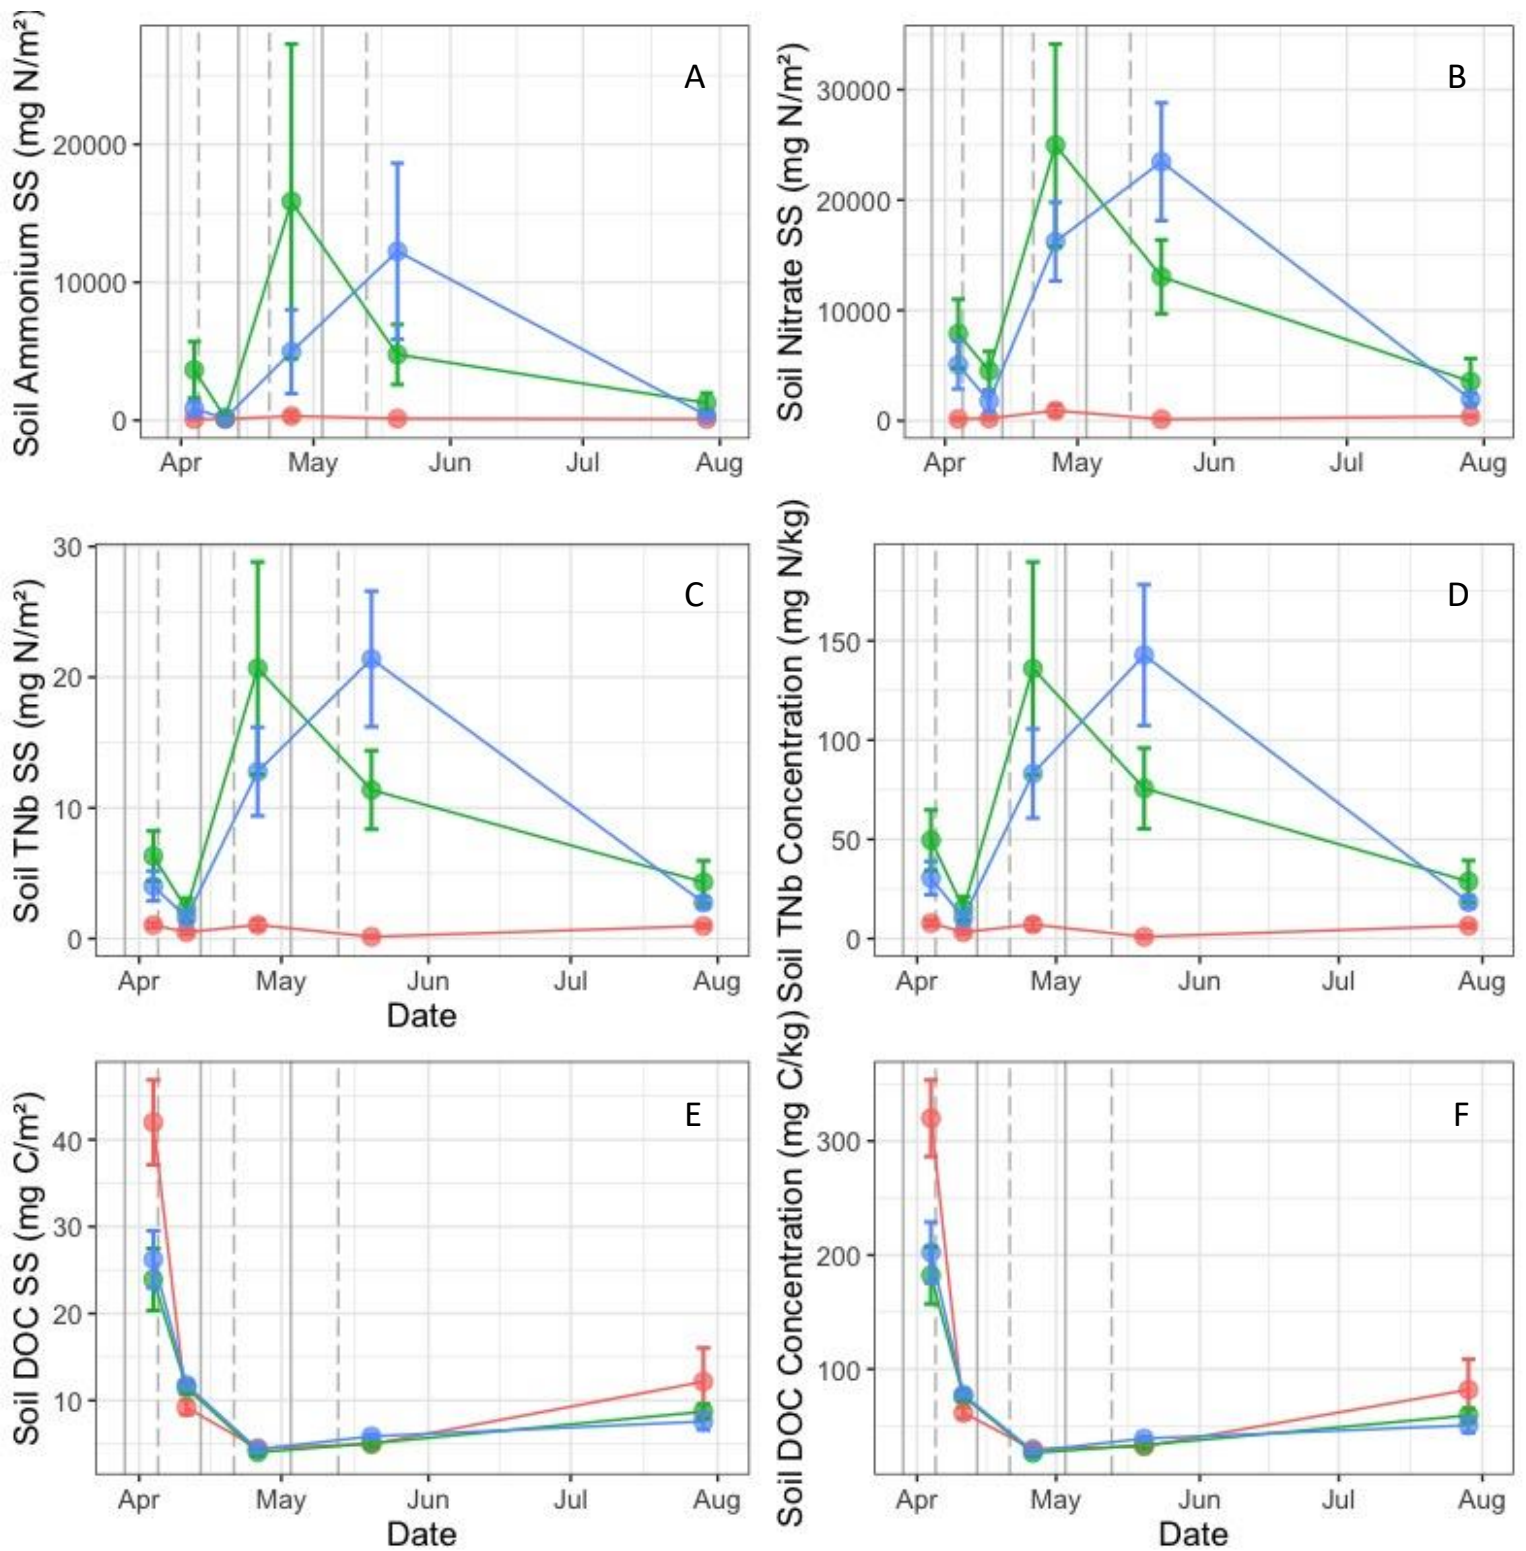 Soil Ammonium SS (mg N/m²)
20000
10000
0
A
Apr May Jun Jul Aug
Soil Nitrate SS (mg N/m²)
30000
20000
10000
0
B
Apr May Jun Jul Aug
Soil TNb SS (mg N/m²)
30
20
10
0
C
Apr May Jun Jul Aug
Date
Soil TNb Concentration (mg N/kg)
150
100
50
0
D
Apr May Jun Jul Aug
Soil DOC SS (mg C/m²)
40
30
20
10
E
Apr May Jun Jul Aug
Date
Soil DOC Concentration (mg C/kg)
300
200
100
F
Apr May Jun Jul Aug
Date